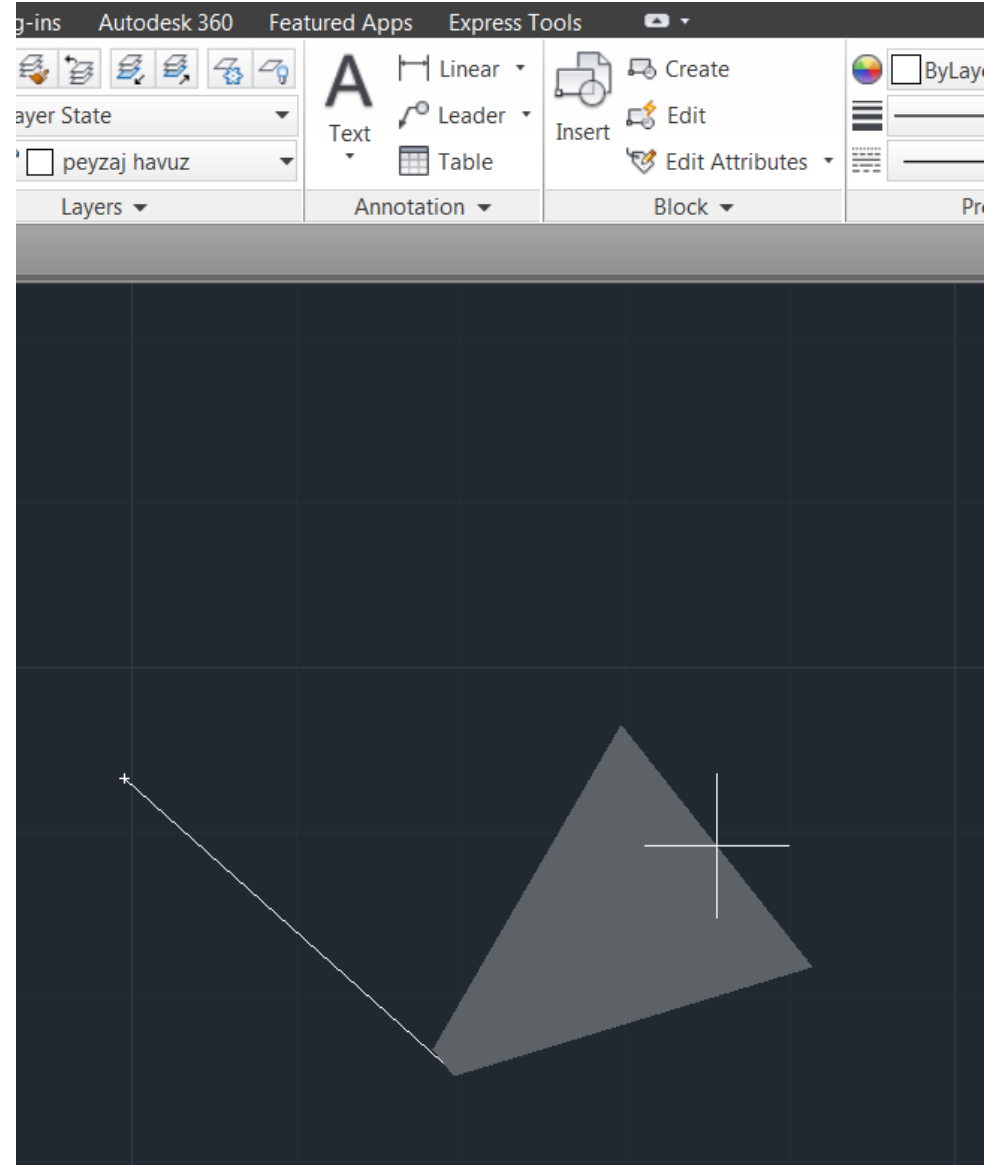 g-ins Autodesk 360 Featured Apps Express Tools
Linear
Create
ByLaye
ayer State
Text
Leader
Insert
Edit
peyzaj havuz
Table
Edit Attributes
Layers
Annotation
Block
Pr